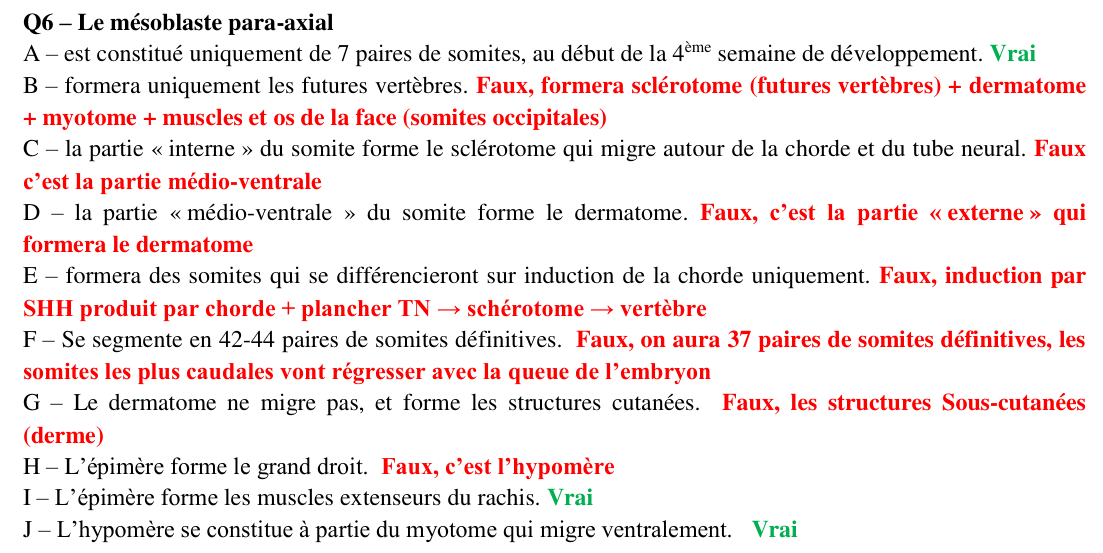 Q6 – Le mésoblaste para-axial
A – est constitué uniquement de 7 paires de somites, au début de la 4ème semaine de développement. Vrai
B – formera uniquement les futures vertèbres. Faux, formera sclérotome (futures vertèbres) + dermatome
+ myotome + muscles et os de la face (somites occipitales)
C – la partie « interne » du somite forme le sclérotome qui migre autour de la chorde et du tube neural. Faux
c’est la partie médio-ventrale
D – la partie « médio-ventrale » du somite forme le dermatome. Faux, c’est la partie « externe » qui
formera le dermatome
E – formera des somites qui se différencieront sur induction de la chorde uniquement. Faux, induction par
SHH produit par chorde + plancher TN → schérotome → vertèbre
F – Se segmente en 42-44 paires de somites définitives. Faux, on aura 37 paires de somites définitives, les
somites les plus caudales vont régresser avec la queue de l’embryon
G – Le dermatome ne migre pas, et forme les structures cutanées. Faux, les structures Sous-cutanées
(derme)
H – L’épimère forme le grand droit. Faux, c’est l’hypomère
I – L’épimère forme les muscles extenseurs du rachis. Vrai
J – L’hypomère se constitue à partie du myotome qui migre ventralement. Vrai